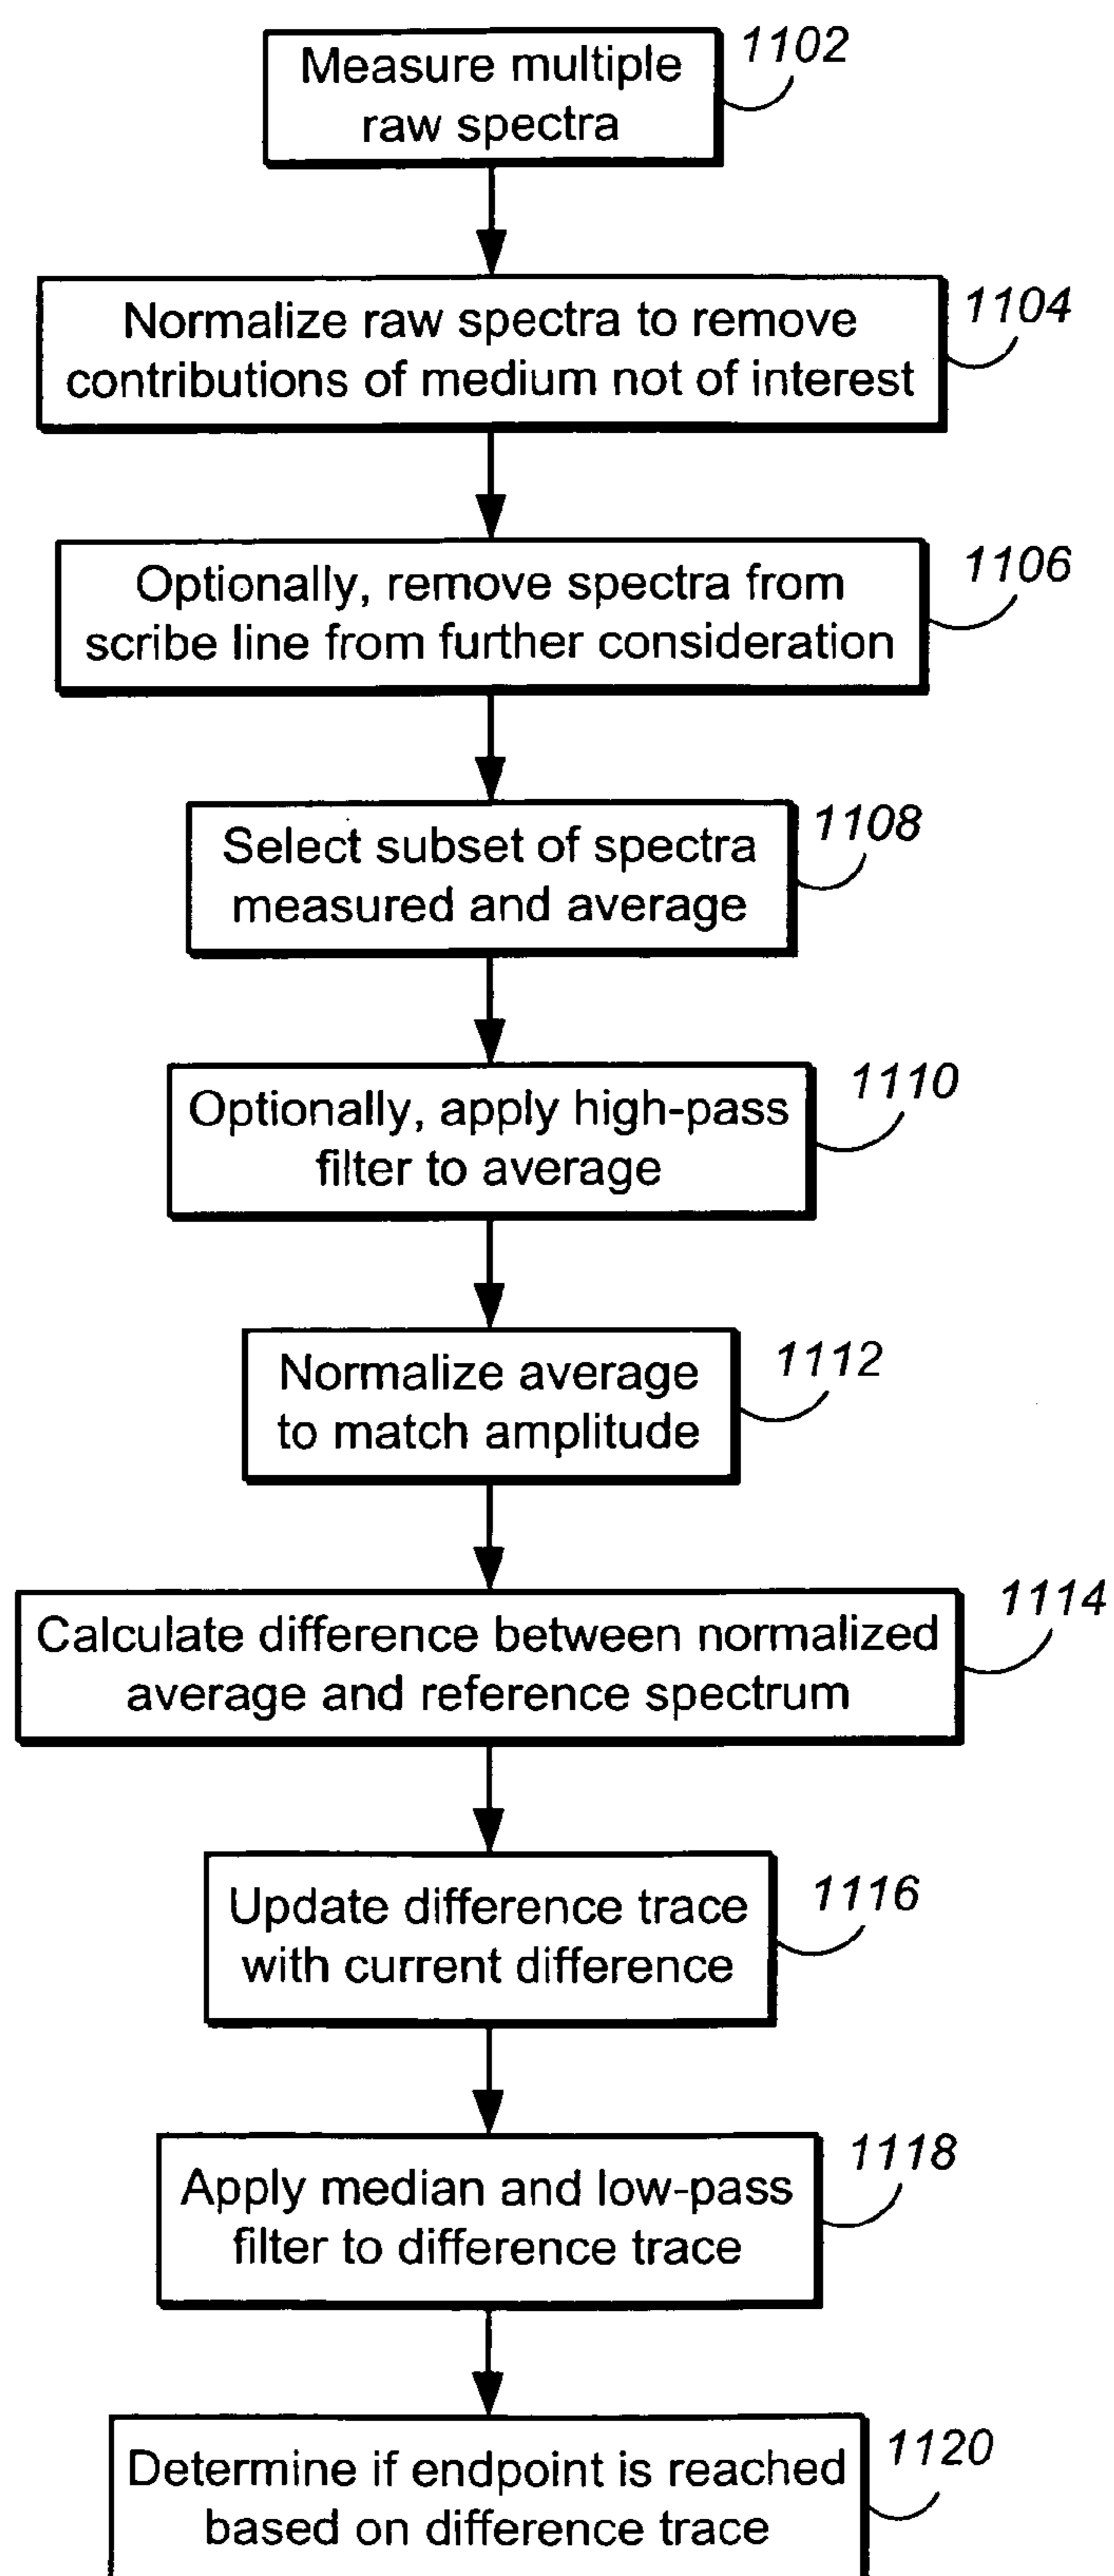 1102
Measure multiple
raw spectra
1104
Normalize raw spectra to remove
contributions of medium not of interest
1106
Optionally, remove spectra from
scribe line from further consideration
1108
Select subset of spectra
measured and average
1110
Optionally, apply high-pass
filter to average
1112
Normalize average
to match amplitude
1114
Calculate difference between normalized
average and reference spectrum
1116
Update difference trace
with current difference
1118
Apply median and low-pass
filter to difference trace
1120
Determine if endpoint is reached
based on difference trace